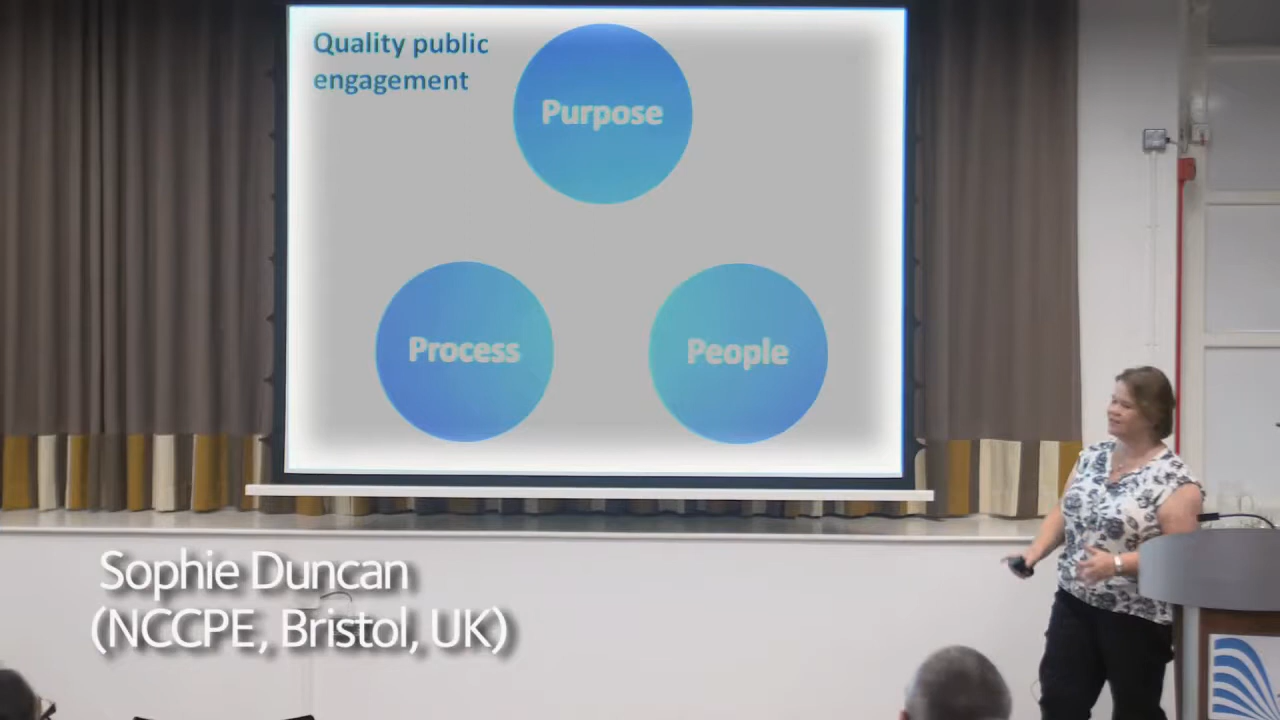 Quality public
engagement
Purpose
Process
People
Sophie Duncan
(NCCPE, Bristol, UK)